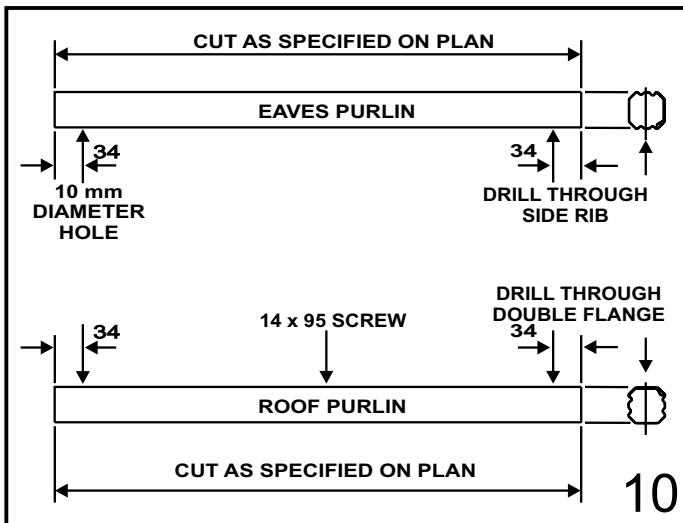 CUT AS SPECIFIED ON PLAN
EAVES PURLIN
34
10 mm
DIAMETER
HOLE
34
DRILL THROUGH
SIDE RIB
DRILL THROUGH
DOUBLE FLANGE
34
14 x 95 SCREW
34
ROOF PURLIN
CUT AS SPECIFIED ON PLAN
10